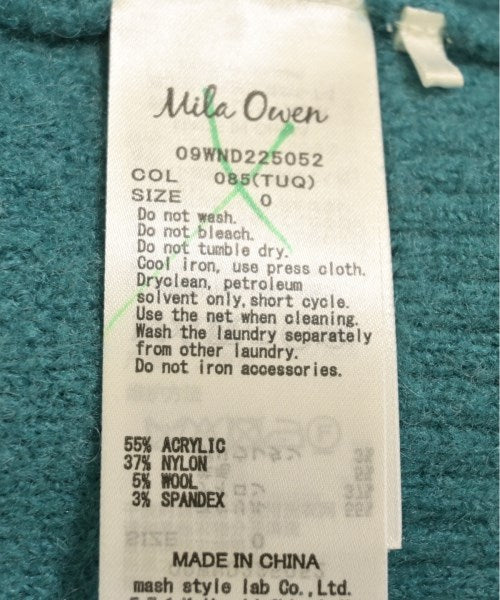 Mila Owen
09WND225052
COL 085(TUQ)
SIZE 0
Do not wash.
Do not bleach.
Do not tumble dry.
Cool iron, use press cloth.
Dryclean, petroleum
solvent only,short cycle.
Use the net when cleaning.
Wash the laundry separately
from other laundry.
Do not iron accessories.
55% ACRYLIC
37% NYLON
5% WOOL
3% SPANDEX
MADE IN CHINA
mash style lab Co.,Ltd.